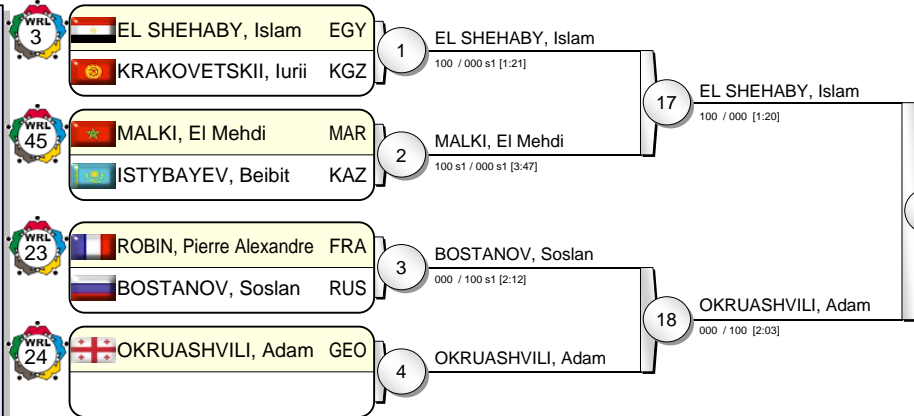 WRL
3
EL SHEHABY, Islam EGY
KRAKOVETSKII, Iurii KGZ
1
EL SHEHABY, Islam
100 / 000 s1 [1:21]
WRL
45
MALKI, El Mehdi MAR
ISTYBAYEV, Beibit KAZ
2
MALKI, El Mehdi
100 s1 / 000 s1 [3:47]
17
EL SHEHABY, Islam
100 / 000 [1:20]
WRL
23
ROBIN, Pierre Alexandre FRA
BOSTANOV, Soslan RUS
3
BOSTANOV, Soslan
000 / 100 s1 [2:12]
WRL
24
OKRUASHVILI, Adam GEO
4
OKRUASHVILI, Adam
18
OKRUASHVILI, Adam
000 / 100 [2:03]